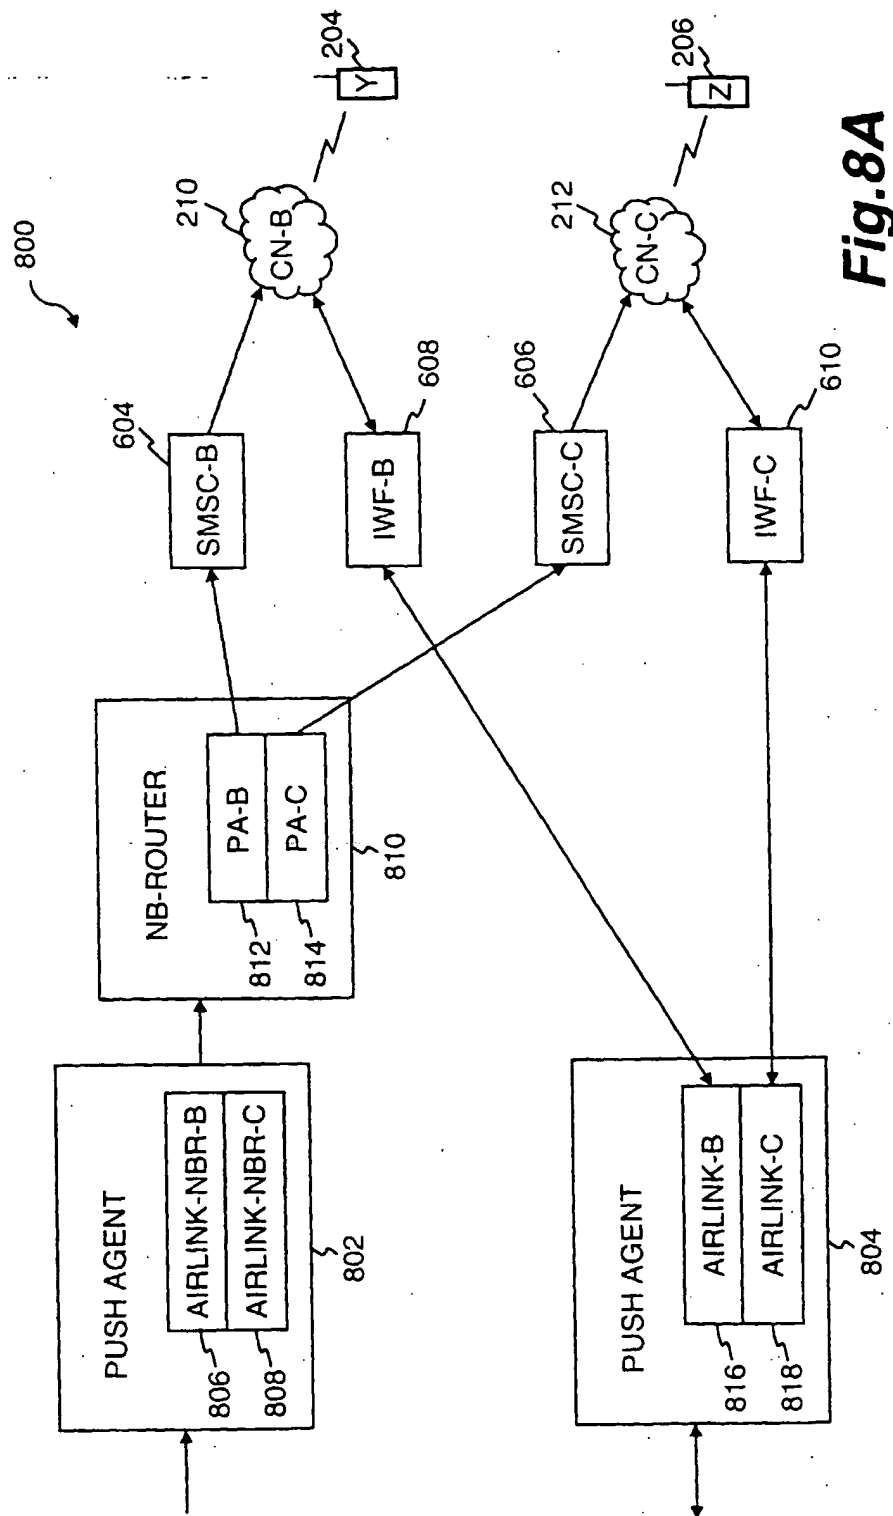 800
PUSH AGENT
AIRLINK-NBR-B
AIRLINK-NBR-C
806
808
802
NB-ROUTER
PA-B
PA-C
812
814
810
604
SMSC-B
IWF-B
608
210
CN-B
204
Y
PUSH AGENT
AIRLINK-B
AIRLINK-C
816
818
804
606
SMSC-C
IWF-C
610
212
CN-C
206
Z
Fig.8A